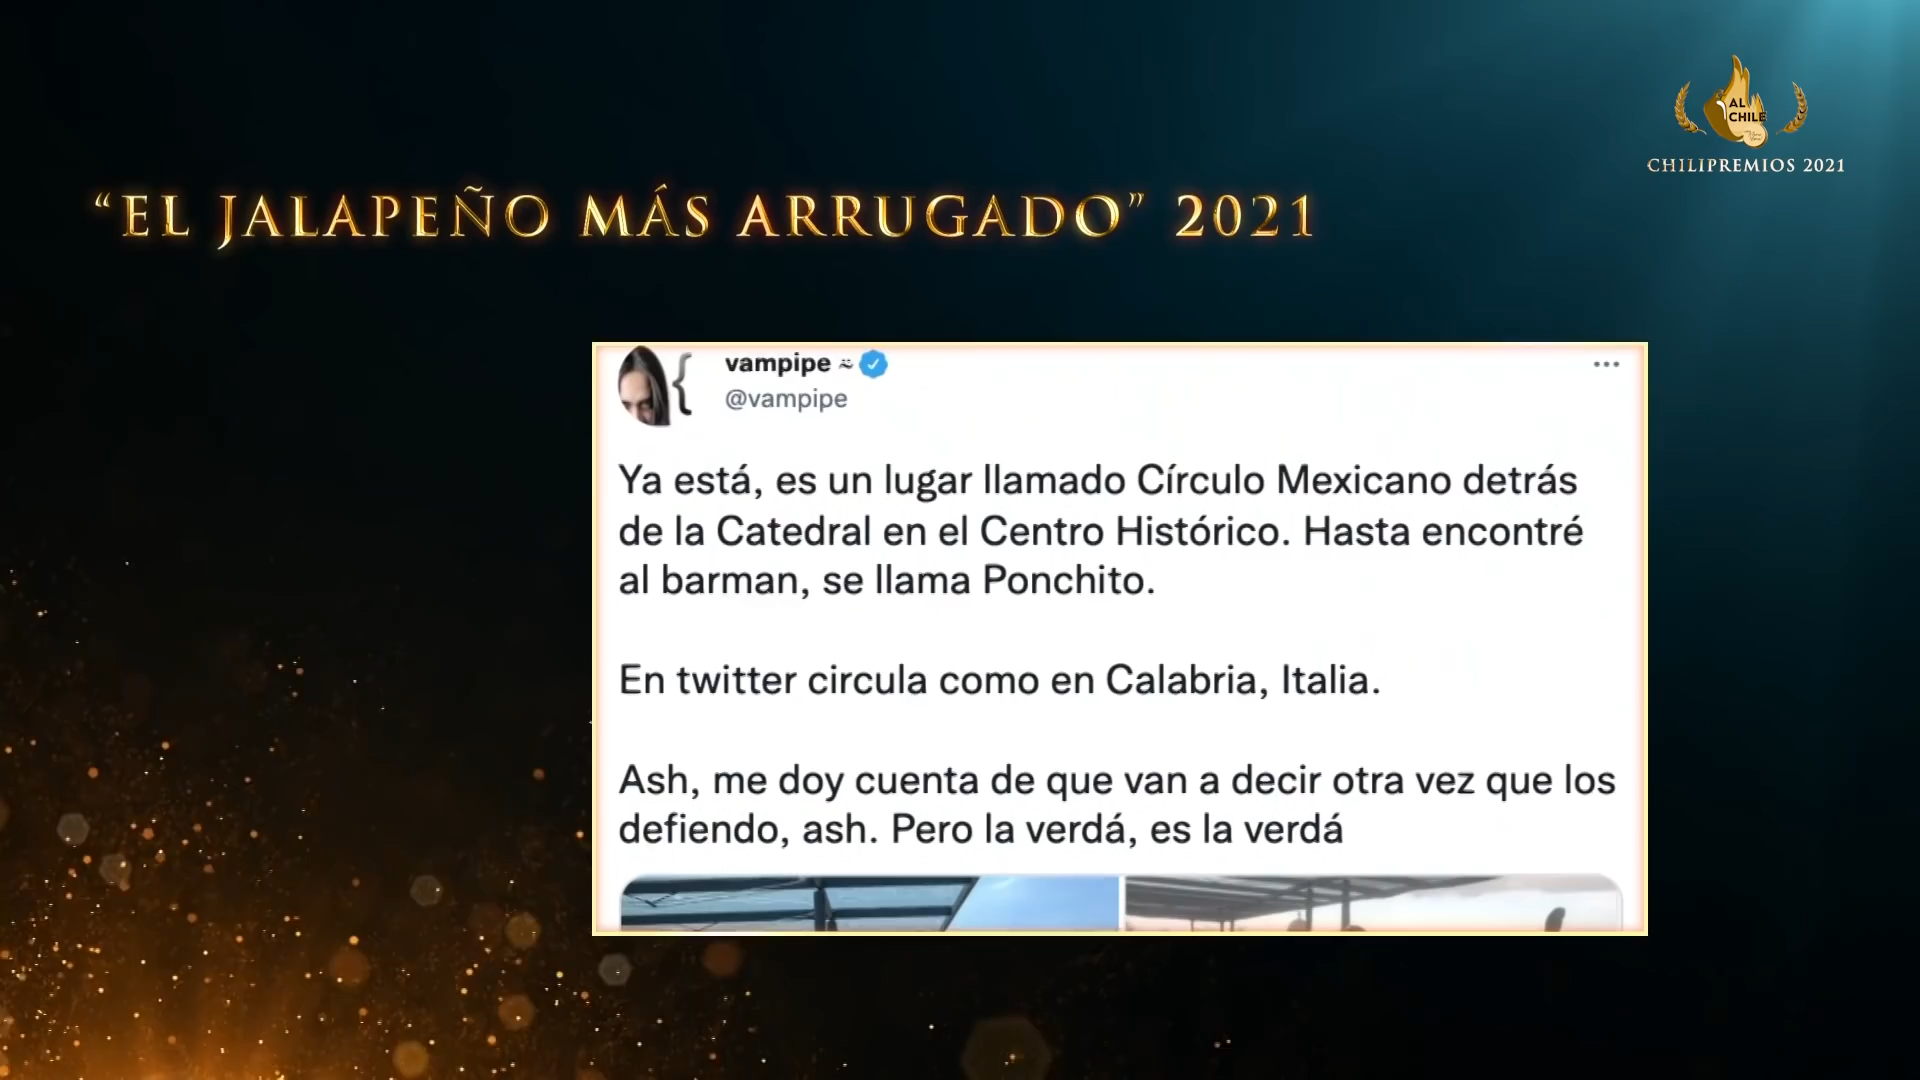 AL
CHILE
CHILIPREMIOS 2021
“EL JALAPEÑO MÁS ARRUGADO” 2021
vampipe
@vampipe
Ya está, es un lugar llamado Círculo Mexicano detrás
de la Catedral en el Centro Histórico. Hasta encontré
al barman, se llama Ponchito.
En twitter circula como en Calabria, Italia.
Ash, me doy cuenta de que van a decir otra vez que los
defiendo, ash. Pero la verdá, es la verdá